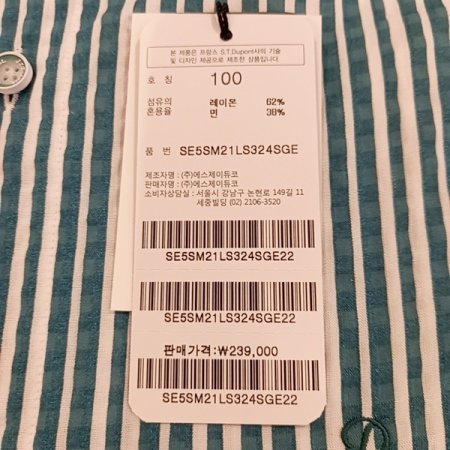 본 제품은 프랑스 S.T.Dupont사의 기술
및 디자인 제공으로 제조한 상품입니다.
호 칭 100
섬유의 레이온 62%
혼용율 면 38%
품 번 SE5SM21LS324SGE
제조자명 : (주)에스제이듀코
판매자명 : (주)에스제이듀코
소비자상담실 : 서울시 강남구 논현로 149길 11
세중빌딩 (02) 2106-3520
SE5SM21LS324SGE22
SE5SM21LS324SGE22
판매가격:₩239,000
SE5SM21LS324SGE22